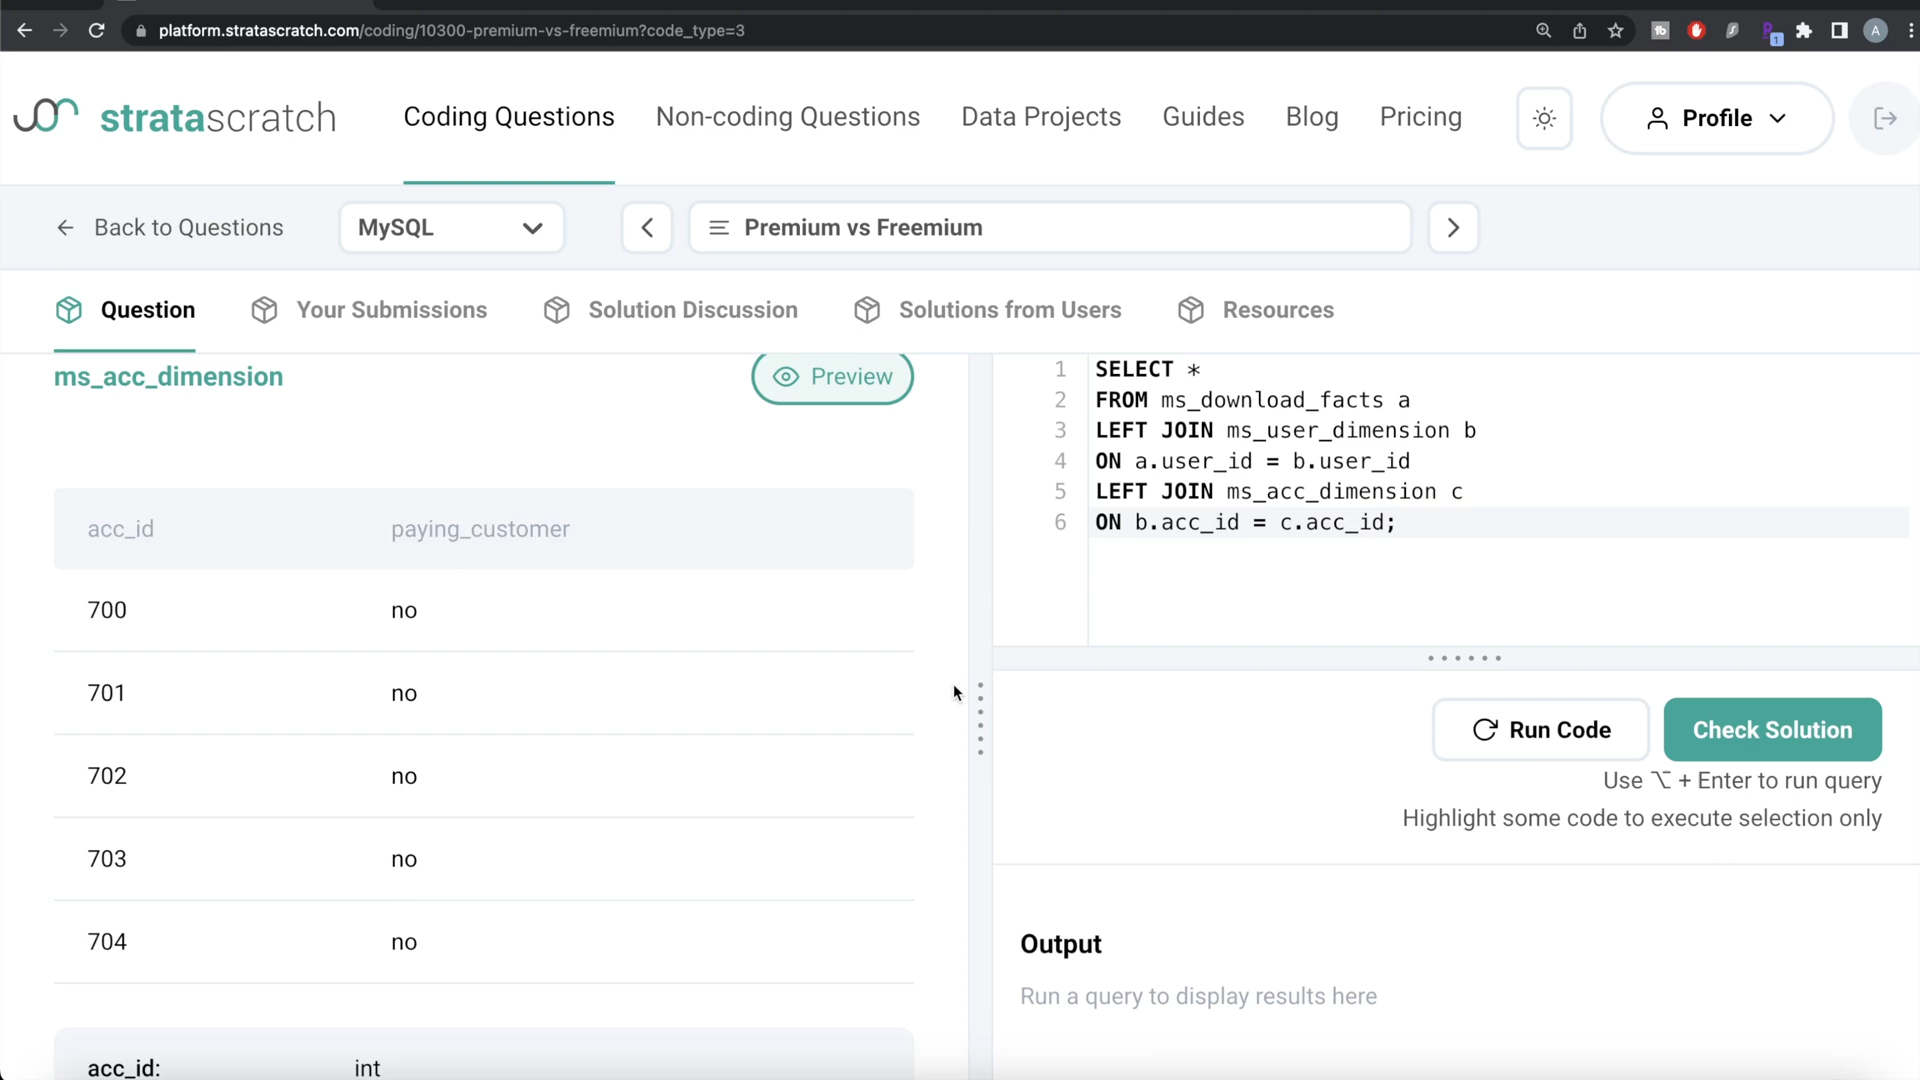 platform.stratascratch.com/coding/10300-premium-vs-freemium?code_type=3
tb
1
A
stratascratch
Coding Questions
Non-coding Questions
Data Projects
Guides
Blog
Pricing
Profile
Back to Questions
MySQL
Premium vs Freemium
Question
Your Submissions
Solution Discussion
Solutions from Users
Resources
ms_acc_dimension
Preview
acc_id paying_customer
700 no
701 no
702 no
703 no
704 no
acc_id: int
1 SELECT *
2 FROM ms_download_facts a
3 LEFT JOIN ms_user_dimension b
4 ON a.user_id = b.user_id
5 LEFT JOIN ms_acc_dimension c
6 ON b.acc_id = c.acc_id;
Run Code
Check Solution
Use ⌥ + Enter to run query
Highlight some code to execute selection only
Output
Run a query to display results here